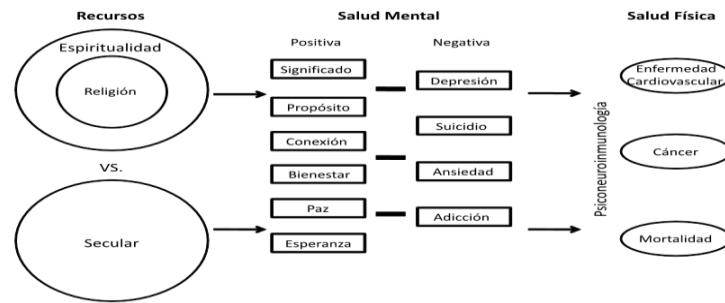 Recursos
Salud Mental
Salud Física
Espiritualidad
Religión
VS.
Secular
Positiva
Significado
Propósito
Conexión
Bienestar
Paz
Esperanza
Negativa
Depresión
Suicidio
Ansiedad
Adicción
Psiconeuroinmunología
Enfermedad
Cardiovascular
Cáncer
Mortalidad